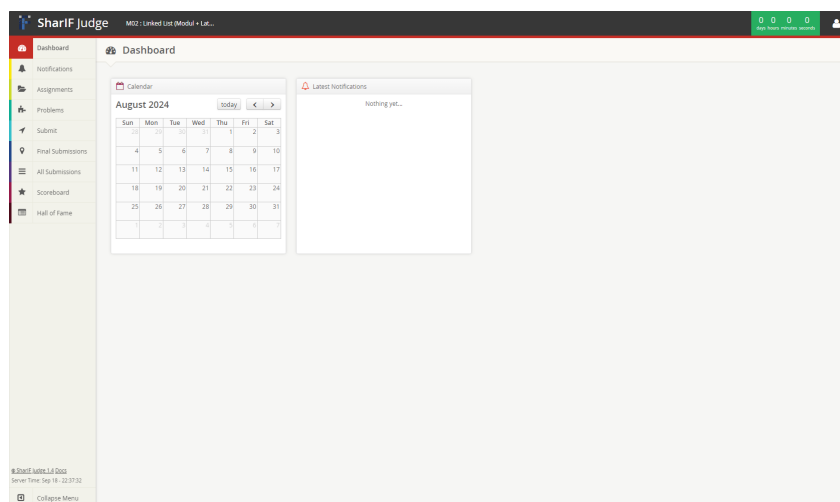 SharIF Judge
M02 : Linked List (Modul + Lat...
0 0 0 0
days hours minutes seconds
Dashboard
Notifications
Assignments
Problems
Submit
Final Submissions
All Submissions
Scoreboard
Hall of Fame
Dashboard
Calendar
August 2024
today
Sun Mon Tue Wed Thu Fri Sat
28 29 30 31 1 2 3
4 5 6 7 8 9 10
11 12 13 14 15 16 17
18 19 20 21 22 23 24
25 26 27 28 29 30 31
1 2 3 4 5 6 7
Latest Notifications
Nothing yet...
SharIF Judge 1.4 Docs
Server Time: Sep 18 - 22:37:32
Collapse Menu